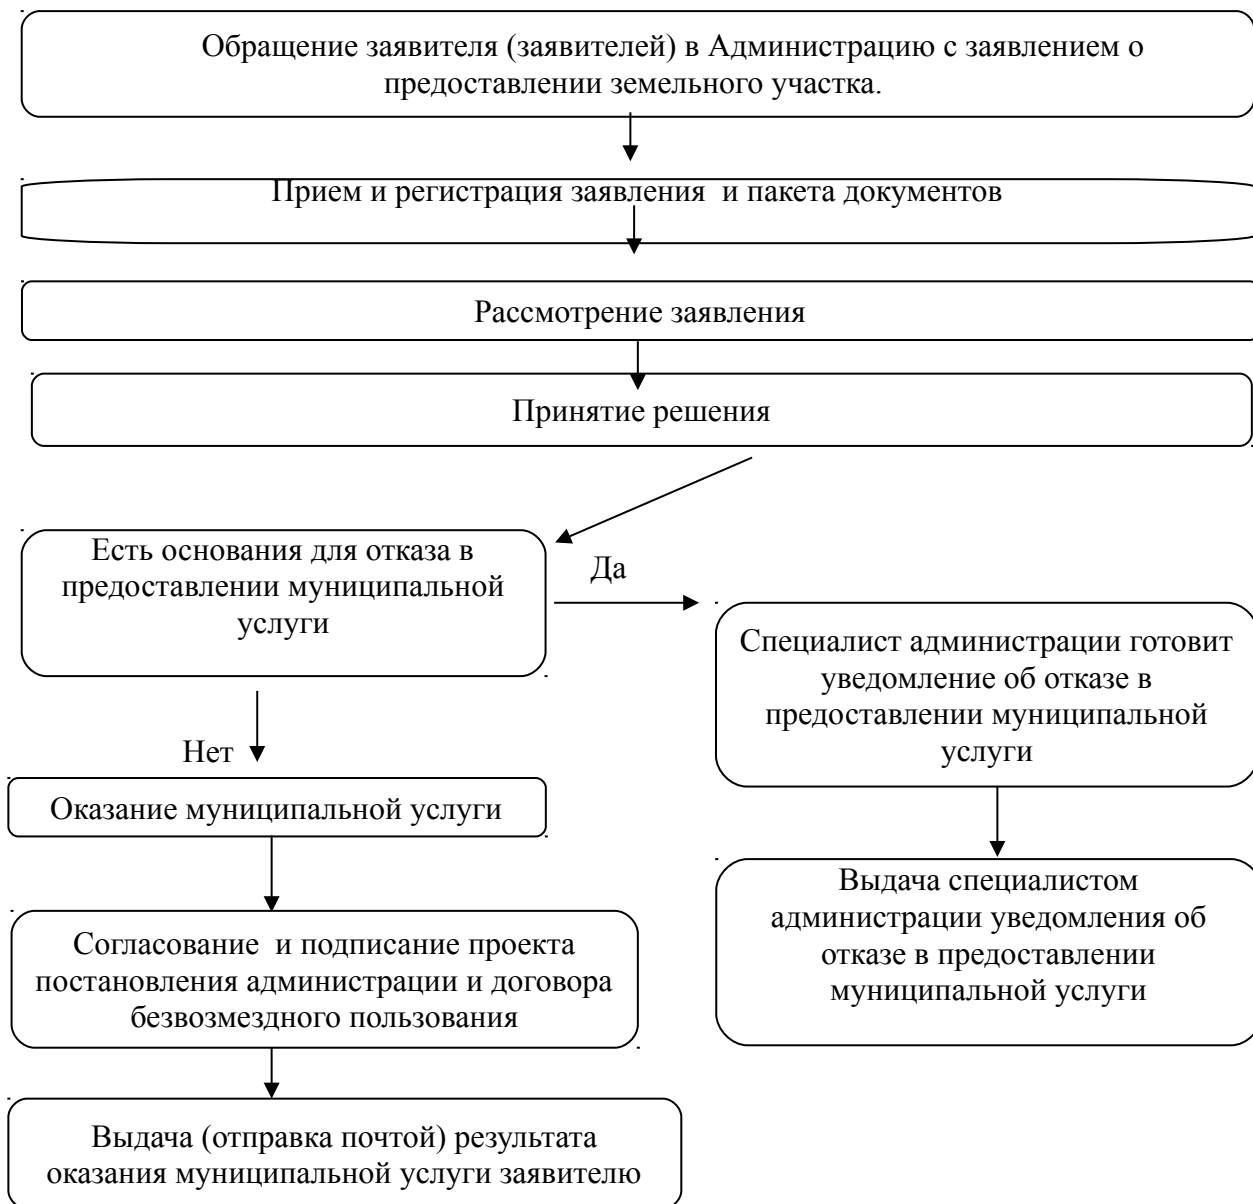 Обращение заявителя (заявителей) в Администрацию с заявлением о
предоставлении земельного участка.
Прием и регистрация заявления  и пакета документов
Рассмотрение заявления
Принятие решения
Есть основания для отказа в
предоставлении муниципальной
услуги
Да
Специалист администрации готовит
уведомление об отказе в
предоставлении муниципальной
услуги
Нет
Оказание муниципальной услуги
Выдача специалистом
администрации уведомления об
отказе в предоставлении
муниципальной услуги
Согласование  и подписание проекта
постановления администрации и договора
безвозмездного пользования
Выдача (отправка почтой) результата
оказания муниципальной услуги заявителю